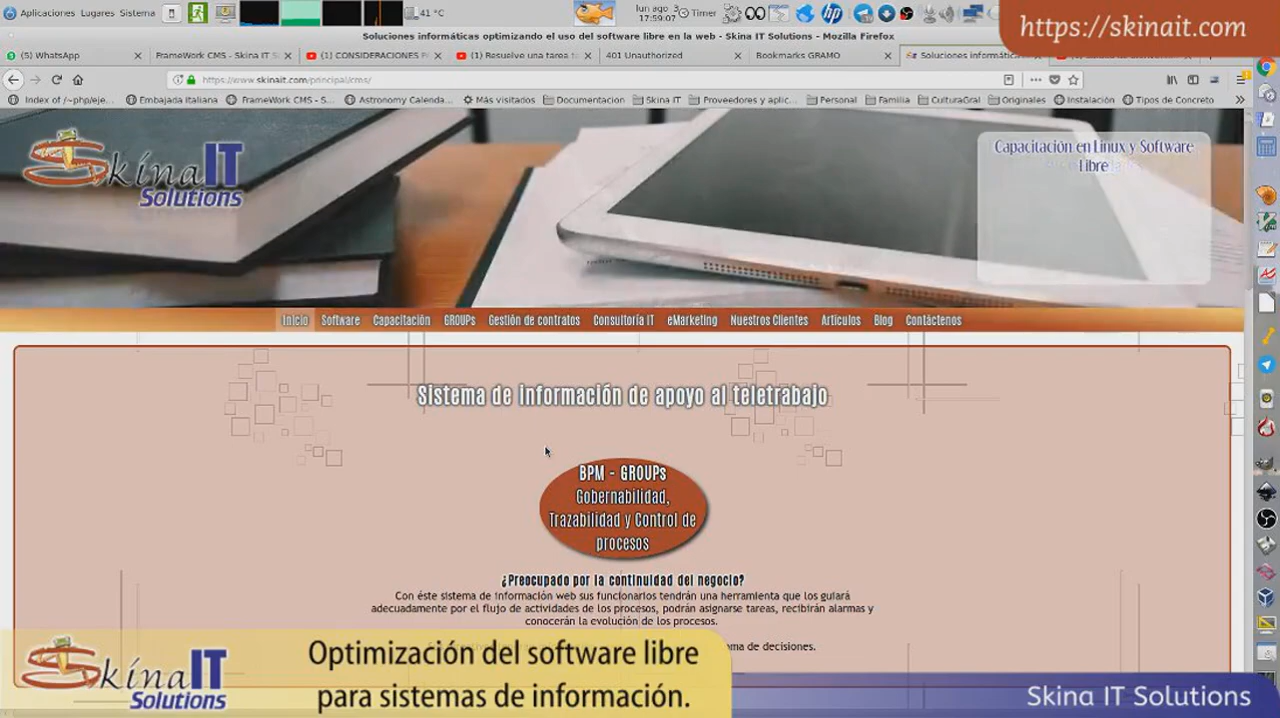 Aplicaciones Lugares Sistema
41 °C
lun ago 3
17:59:07
Timer
https://skinait.com
Soluciones informáticas optimizando el uso del software libre en la web - Skina IT Solutions - Mozilla Firefox
(5) WhatsApp
FrameWork CMS - Skina IT S
(1) CONSIDERACIONES P
(1) Resuelve una tarea t
401 Unauthorized
Bookmarks GRAMO
Soluciones informátic
https://www.skinait.com/principal/cms/
Index of /~php/eje...
Embajada Italiana
FrameWork CMS - S...
Astronomy Calenda...
Más visitados
Documentacion
Skina IT
Proveedores y aplic...
Personal
Familia
CulturaGral
Originales
Instalación
Tipos de Concreto
SkínaIT
Solutions
Capacitación en Linux y Software
Libre
Inicio Software Capacitación GROUPs Gestión de contratos Consultoría IT eMarketing Nuestros Clientes Artículos Blog Contáctenos
Sistema de información de apoyo al teletrabajo
BPM - GROUPs
Gobernabilidad,
Trazabilidad y Control de
procesos
¿Preocupado por la continuidad del negocio?
Con éste sistema de información web sus funcionarios tendrán una herramienta que los guiará
adecuadamente por el flujo de actividades de los procesos, podrán asignarse tareas, recibirán alarmas y
conocerán la evolución de los procesos.
ma de decisiones.
SkínaIT
Solutions
Optimización del software libre
para sistemas de información.
Skina IT Solutions